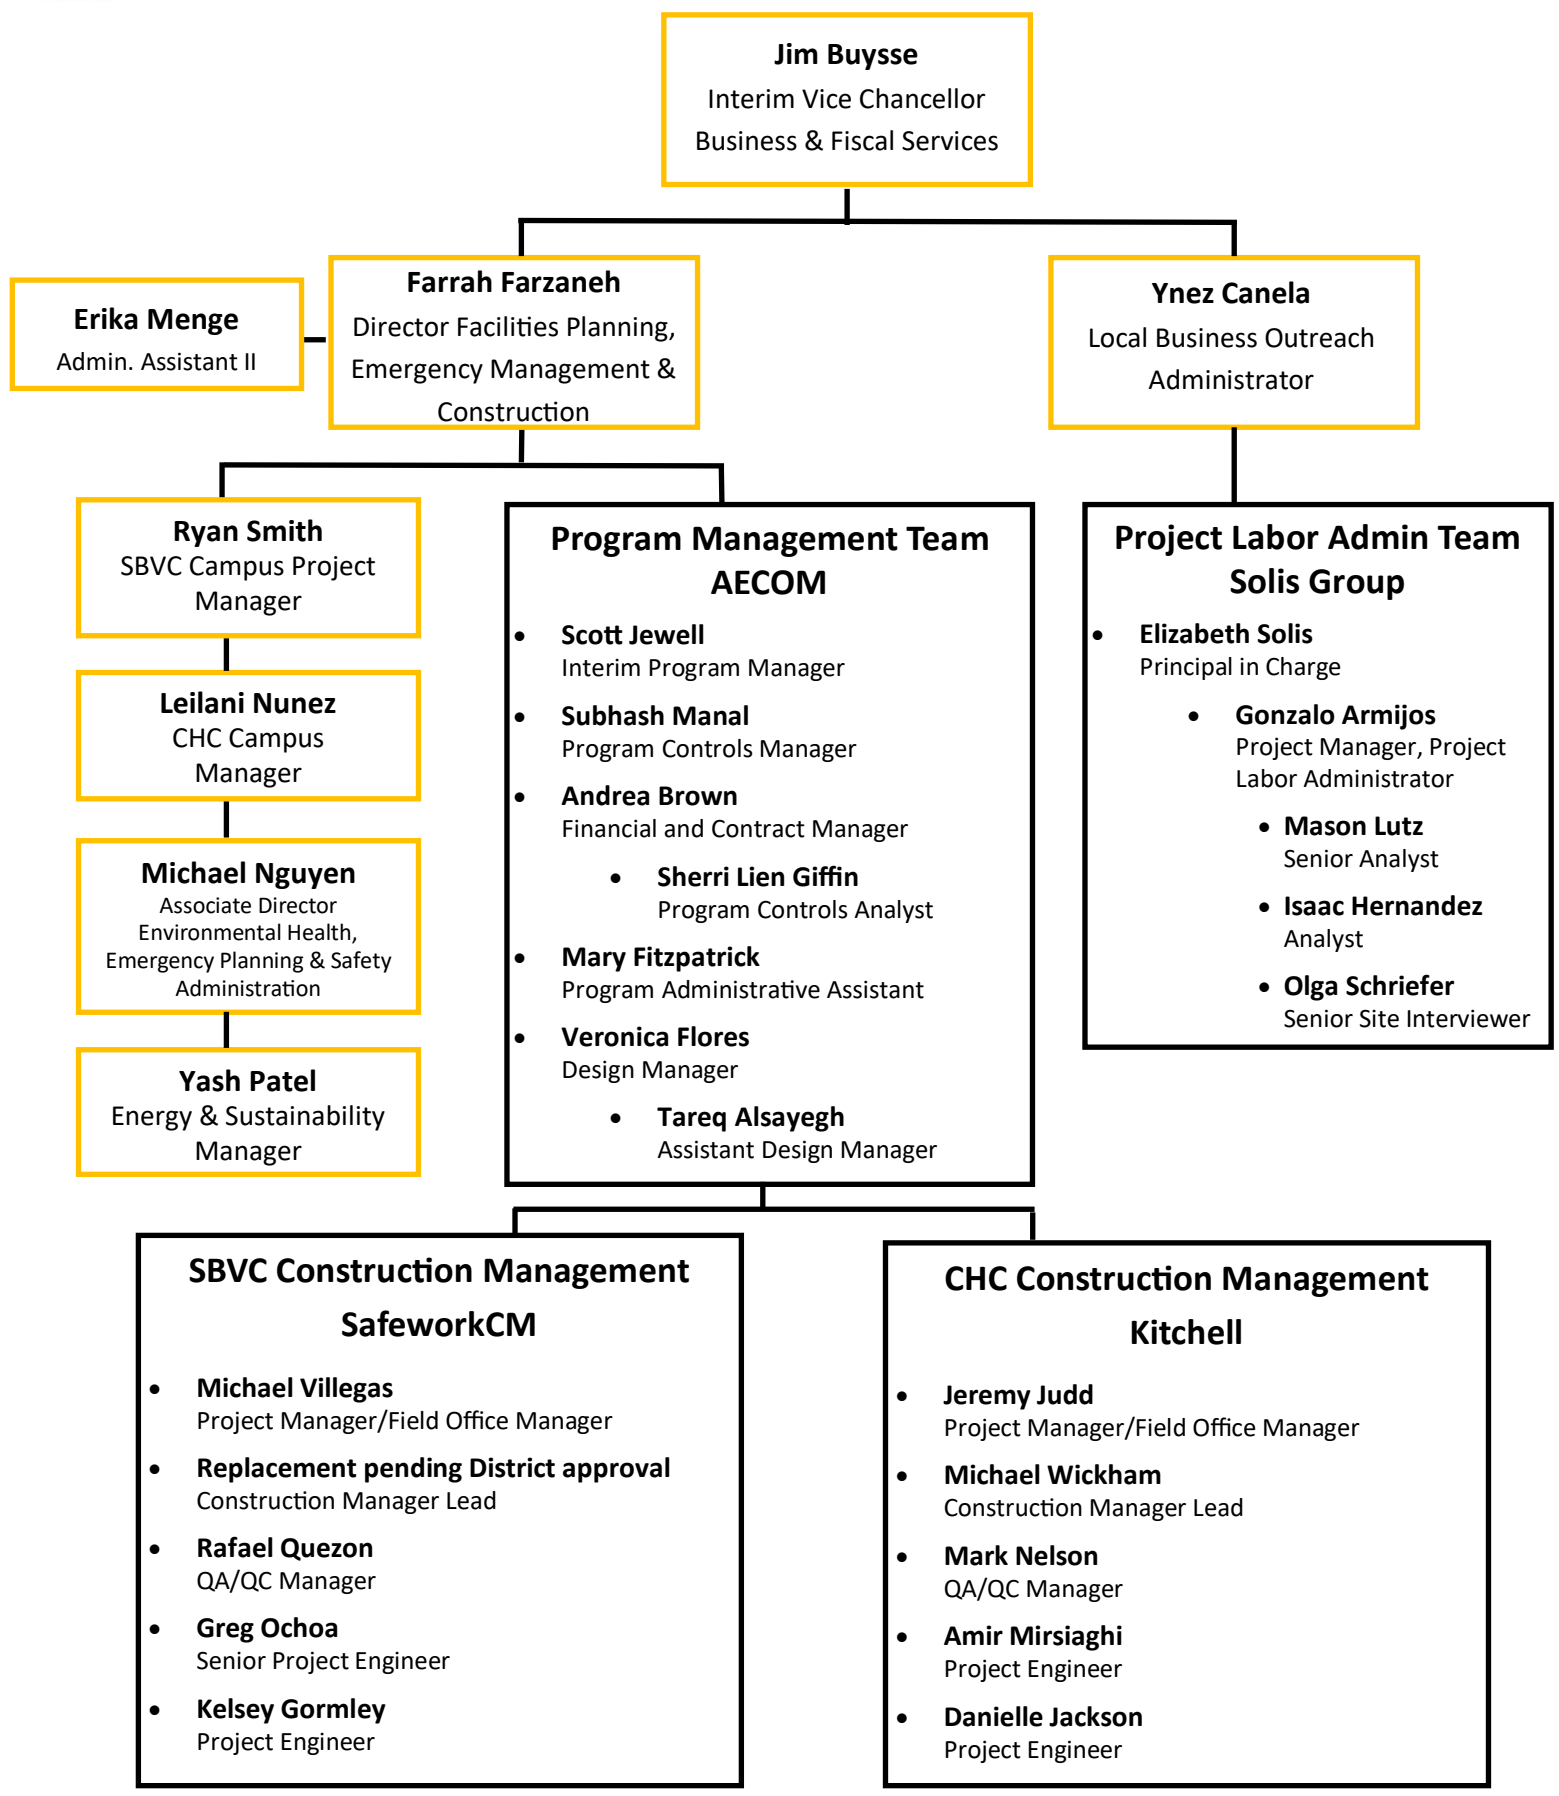 Jim Buysse
Interim Vice Chancellor
Business & Fiscal Services
Erika Menge
Admin. Assistant II
Farrah Farzaneh
Director Facilities Planning,
Emergency Management &
Construction
Ynez Canela
Local Business Outreach
Administrator
Ryan Smith
SBVC Campus Project
Manager
Leilani Nunez
CHC Campus
Manager
Michael Nguyen
Associate Director
Environmental Health,
Emergency Planning & Safety
Administration
Yash Patel
Energy & Sustainability
Manager
Program Management Team
AECOM
• Scott Jewell
Interim Program Manager
• Subhash Manal
Program Controls Manager
• Andrea Brown
Financial and Contract Manager
• Sherri Lien Giffin
Program Controls Analyst
• Mary Fitzpatrick
Program Administrative Assistant
• Veronica Flores
Design Manager
• Tareq Alsayegh
Assistant Design Manager
Project Labor Admin Team
Solis Group
• Elizabeth Solis
Principal in Charge
• Gonzalo Armijos
Project Manager, Project
Labor Administrator
• Mason Lutz
Senior Analyst
• Isaac Hernandez
Analyst
• Olga Schriefer
Senior Site Interviewer
SBVC Construction Management
SafeworkCM
• Michael Villegas
Project Manager/Field Office Manager
• Replacement pending District approval
Construction Manager Lead
• Rafael Quezon
QA/QC Manager
• Greg Ochoa
Senior Project Engineer
• Kelsey Gormley
Project Engineer
CHC Construction Management
Kitchell
• Jeremy Judd
Project Manager/Field Office Manager
• Michael Wickham
Construction Manager Lead
• Mark Nelson
QA/QC Manager
• Amir Mirsiaghi
Project Engineer
• Danielle Jackson
Project Engineer